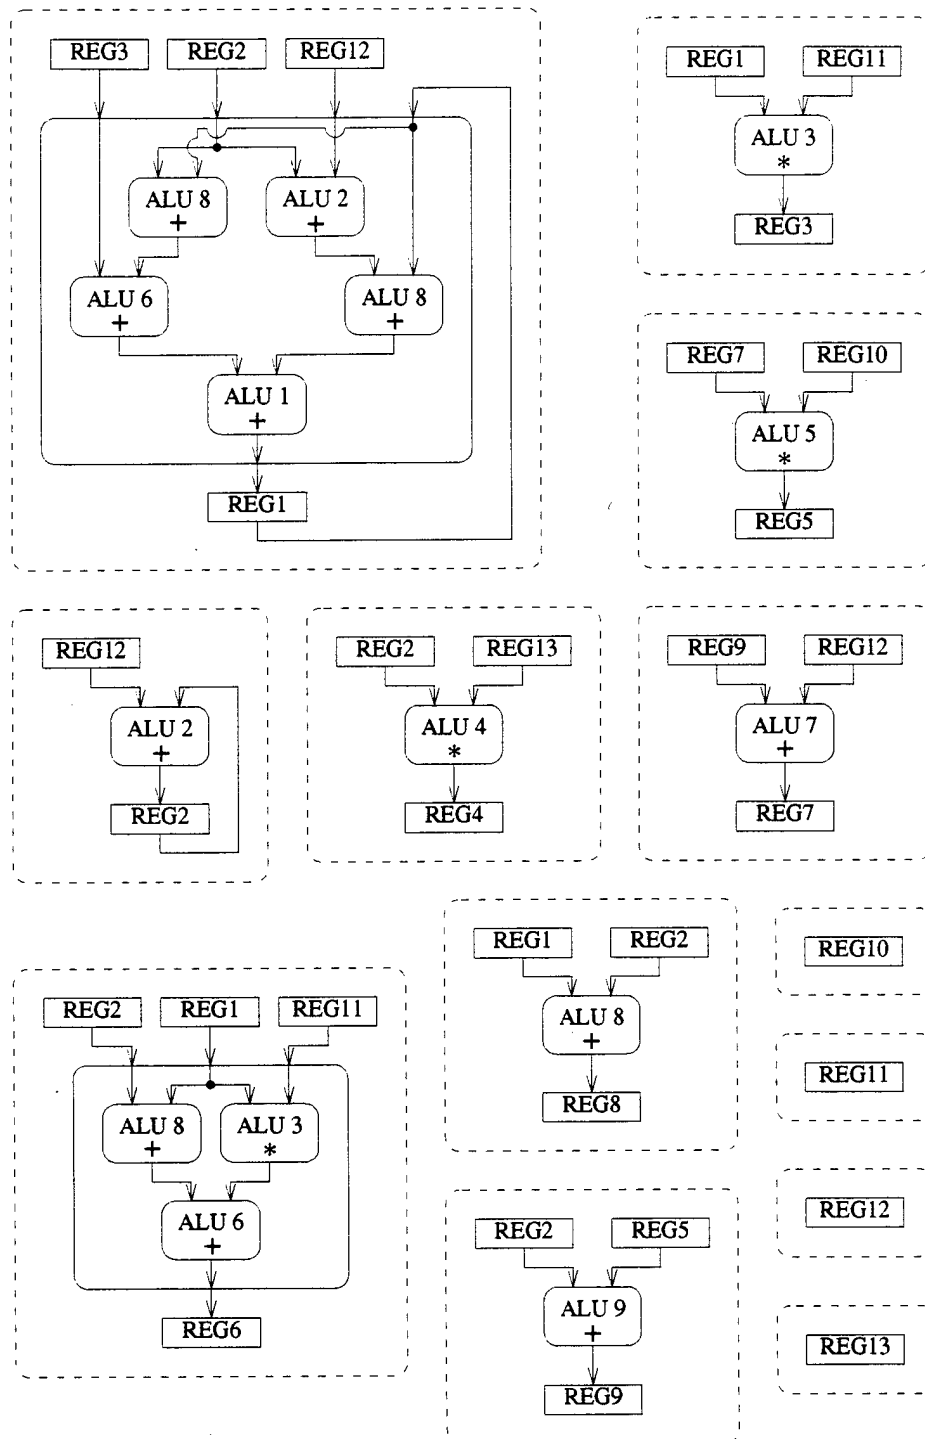 REG3 REG2 REG12
ALU 8
+
ALU 2
+
ALU 6
+
ALU 8
+
ALU 1
+
REG1
REG1 REG11
ALU 3
*
REG3
REG7 REG10
ALU 5
*
REG5
REG12
ALU 2
+
REG2
REG2 REG13
ALU 4
*
REG4
REG9 REG12
ALU 7
+
REG7
REG2 REG1 REG11
ALU 8
+
ALU 3
*
ALU 6
+
REG6
REG1 REG2
ALU 8
+
REG8
REG2 REG5
ALU 9
+
REG9
REG10
REG11
REG12
REG13